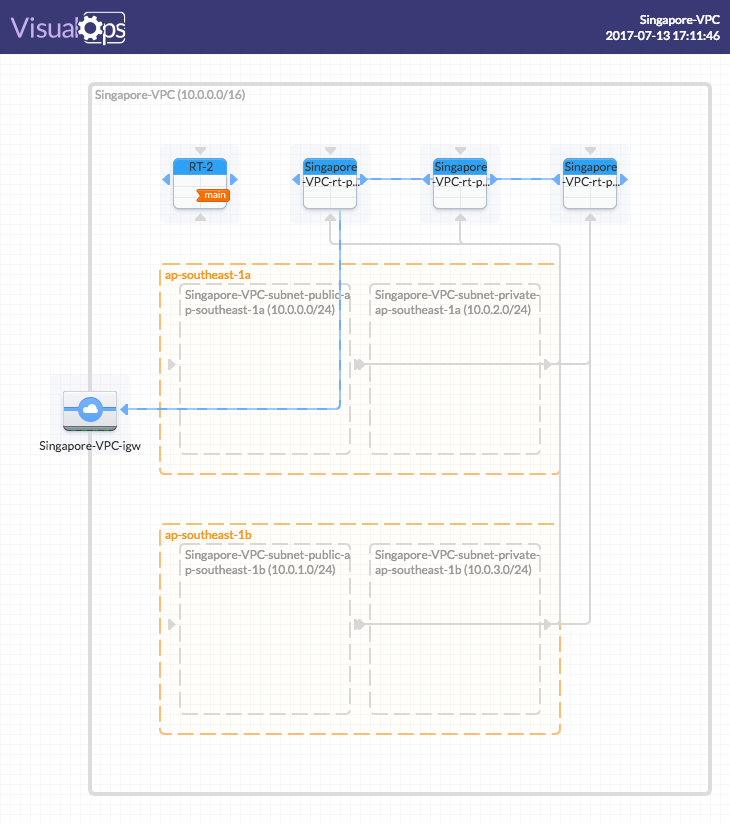 VisualOps
Singapore-VPC
2017-07-13 17:11:46
Singapore-VPC (10.0.0.0/16)
RT-2
main
Singapore
-VPC-rt-p...
Singapore
-VPC-rt-p...
Singapore
-VPC-rt-p...
ap-southeast-1a
Singapore-VPC-subnet-public-a
p-southeast-1a (10.0.0.0/24)
Singapore-VPC-subnet-private-
ap-southeast-1a (10.0.2.0/24)
Singapore-VPC-igw
ap-southeast-1b
Singapore-VPC-subnet-public-a
p-southeast-1b (10.0.1.0/24)
Singapore-VPC-subnet-private-
ap-southeast-1b (10.0.3.0/24)